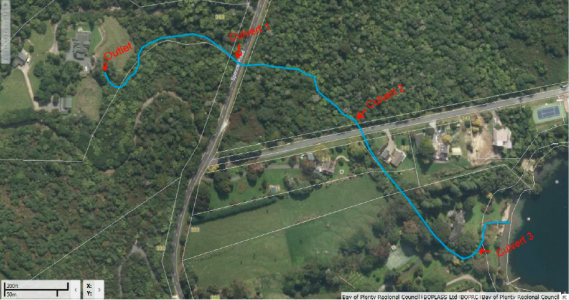 Culvert 1
Outlet
Culvert 2
Culvert 3
200ft
50m
X:
Y:
Bay of Plenty Regional Council | BOPLASS Ltd | BOPRC | Bay of Plenty Regional Council